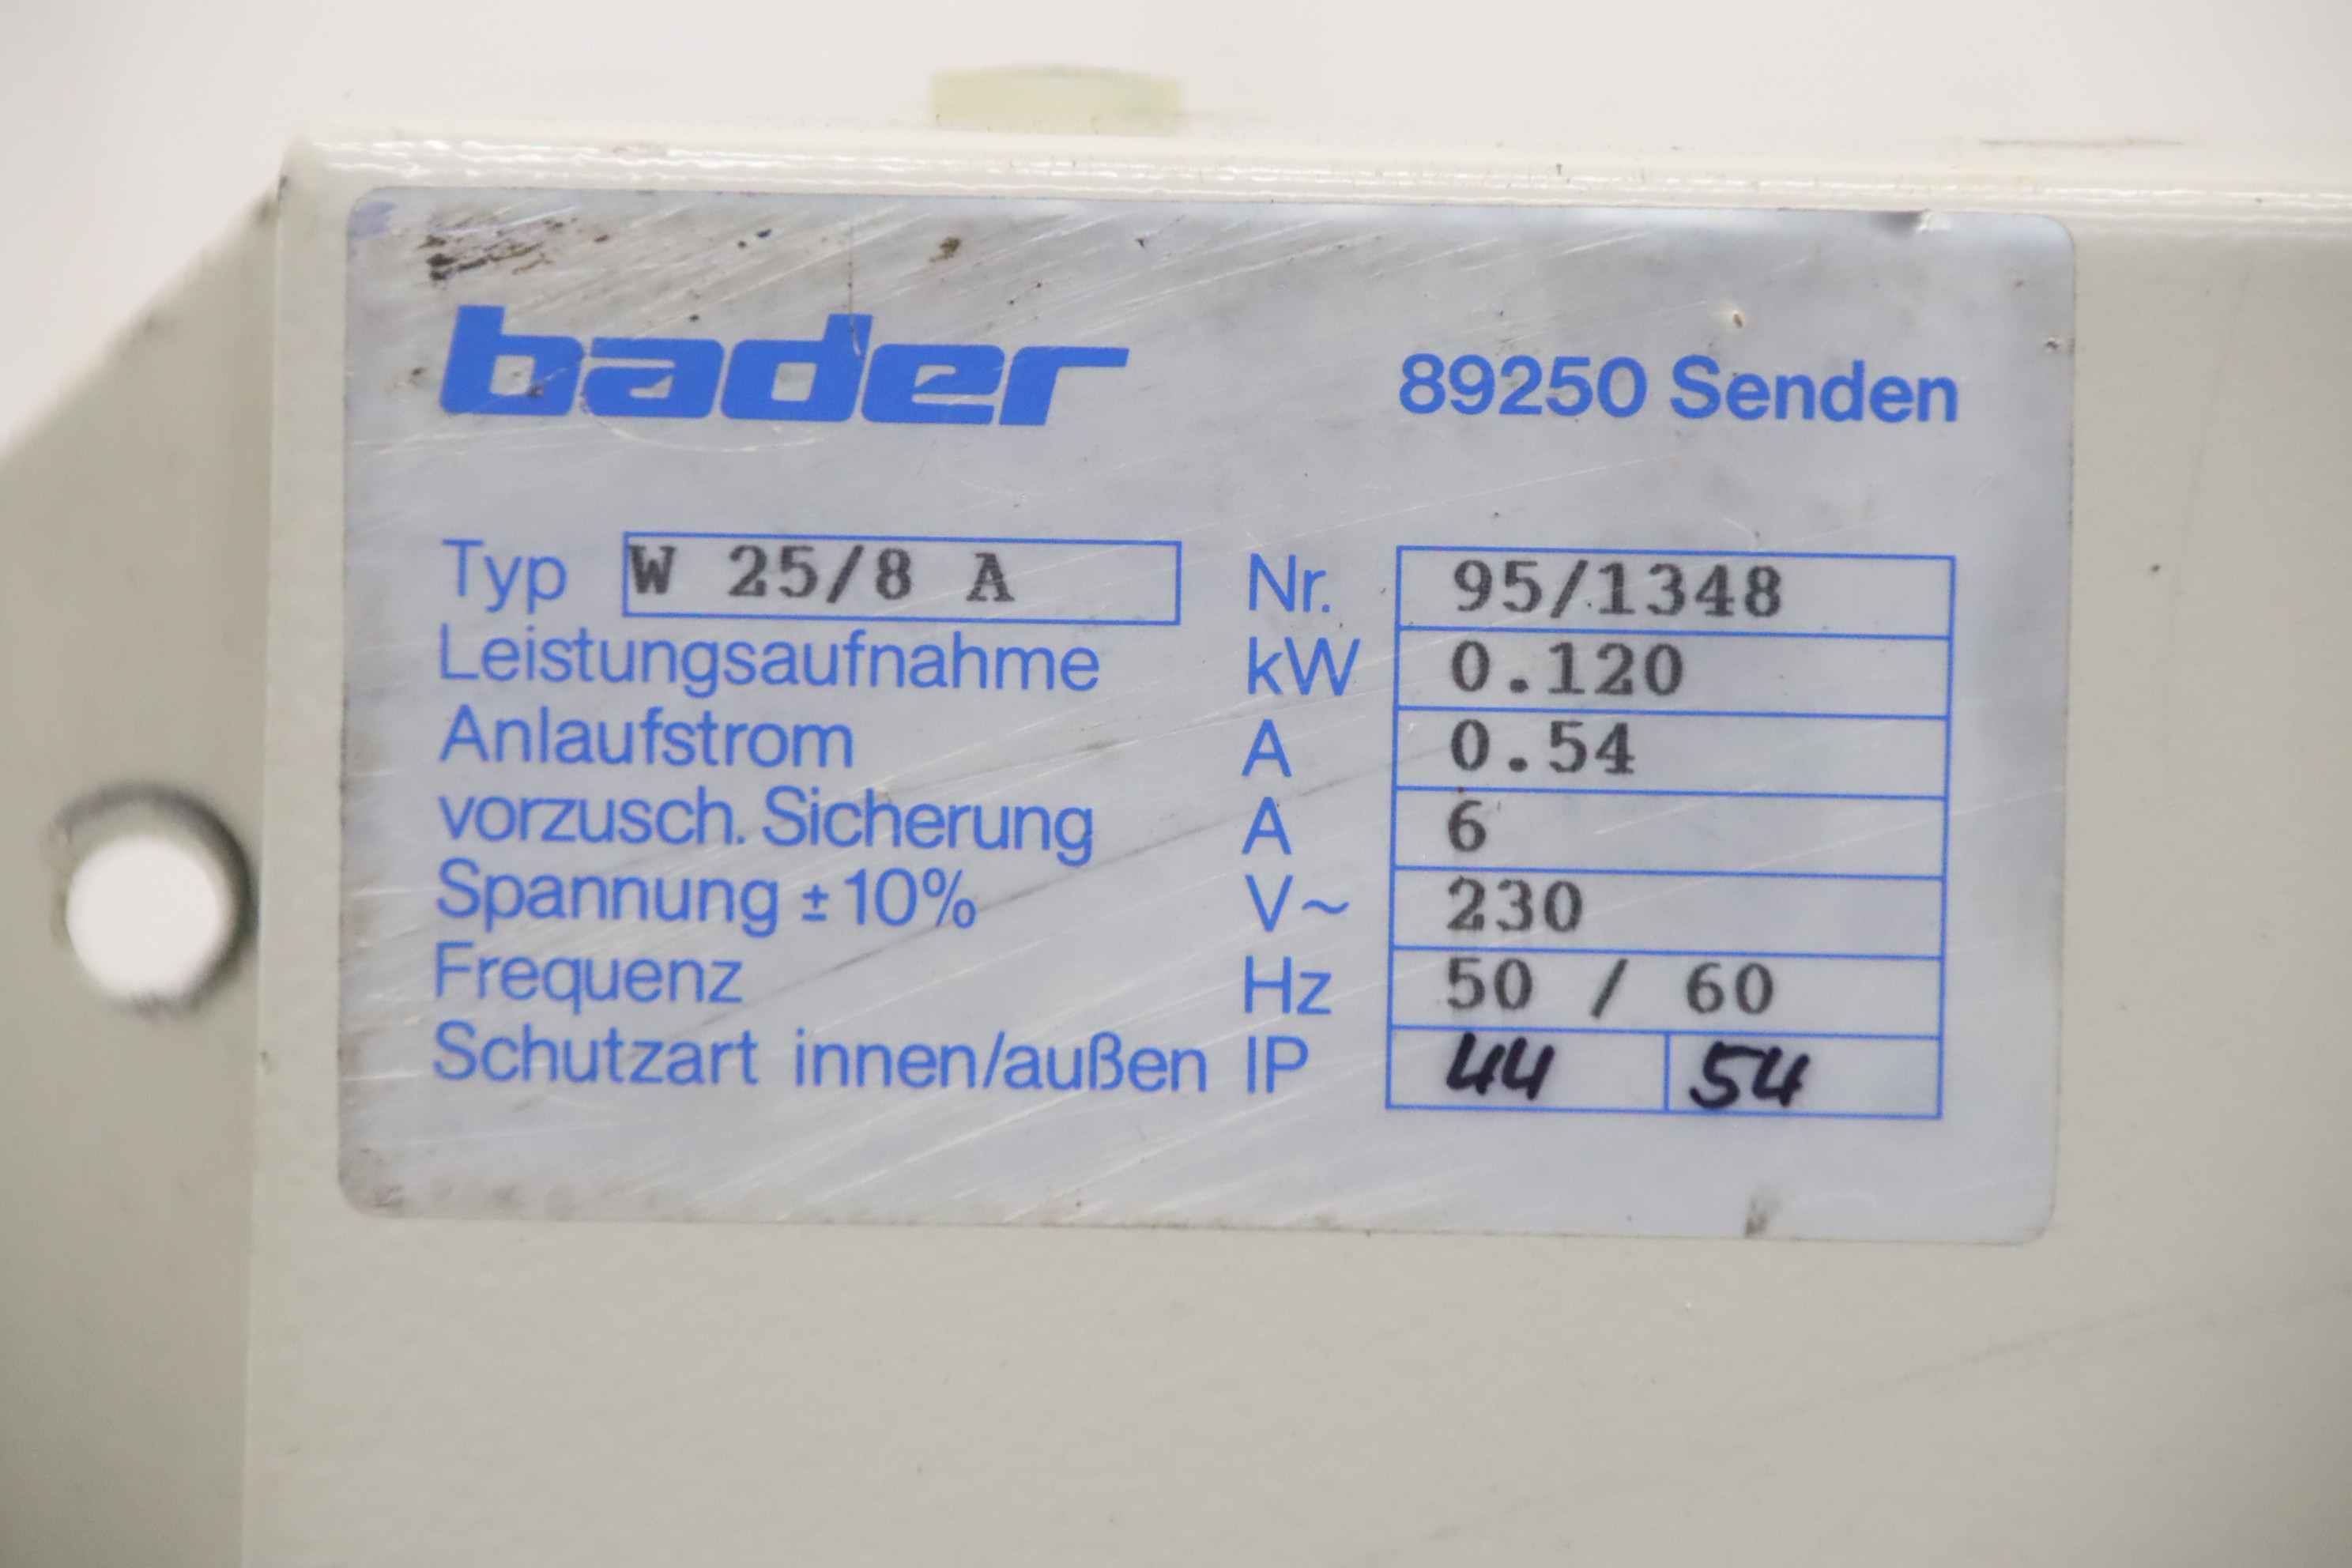 bader 89250 Senden
Typ W 25/8 A Nr. 95/1348
Leistungsaufnahme kW 0.120
Anlaufstrom A 0.54
vorzusch. Sicherung A 6
Spannung ±10% V~ 230
Frequenz Hz 50 / 60
Schutzart innen/außen IP 44 54